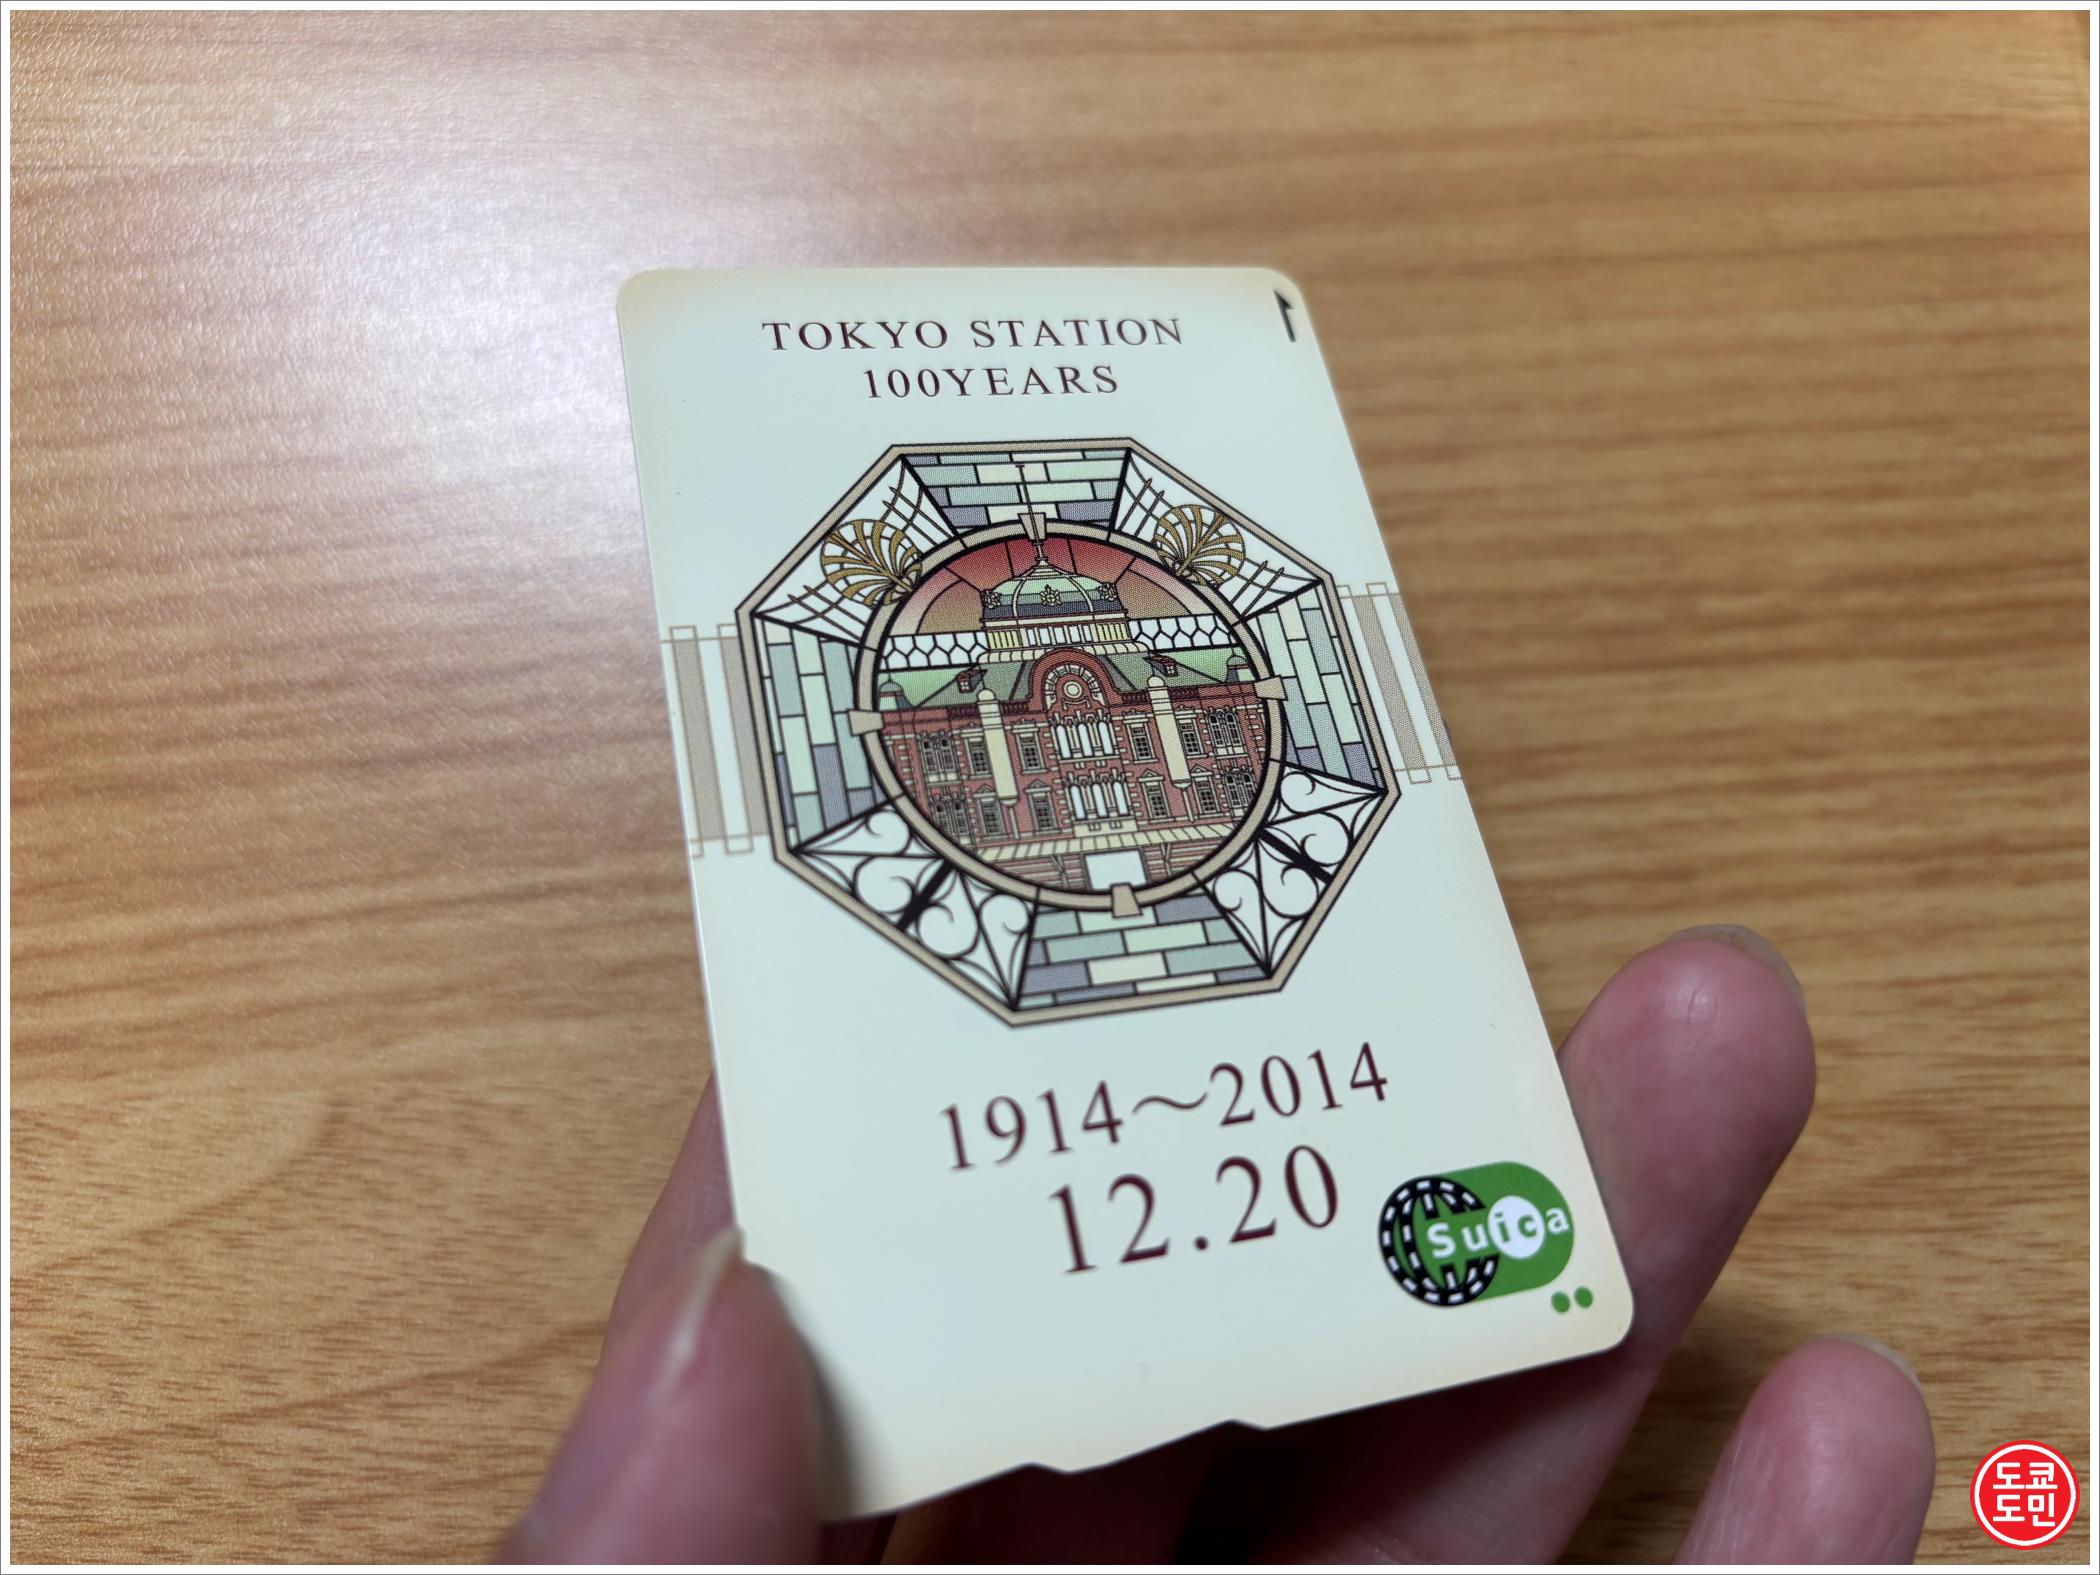 TOKYO STATION
100YEARS
1914〜2014
12.20
Suica
도쿄
도민